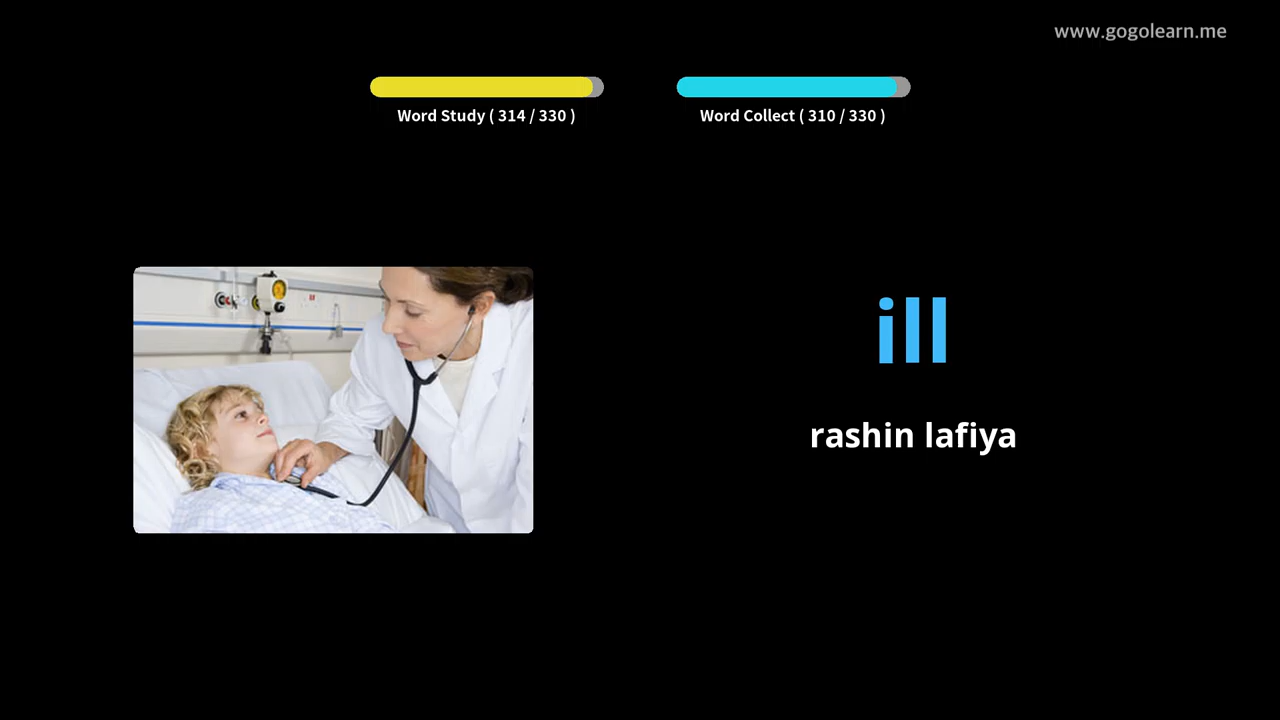 www.gogolearn.me
Word Study ( 314 / 330 )
Word Collect ( 310 / 330 )
ill
rashin lafiya